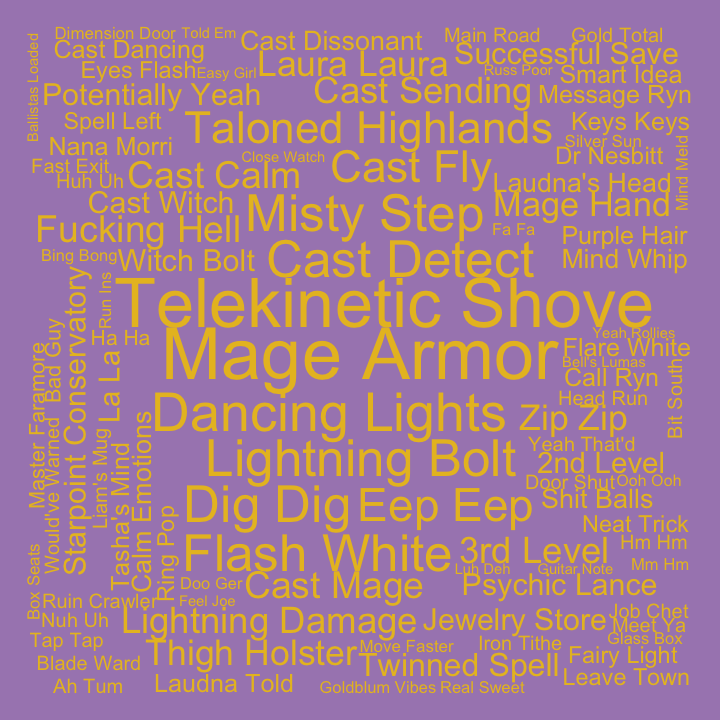 Dimension Door
Told Em
Cast Dancing
Cast Dissonant
Main Road
Gold Total
Ballistas Loaded
Eyes Flash
Easy Girl
Laura Laura
Successful Save
Russ Poor
Smart Idea
Potentially Yeah
Cast Sending
Message Ryn
Spell Left
Taloned Highlands
Keys Keys
Nana Morri
Silver Sun
Close Watch
Dr Nesbitt
Mind Meld
Fast Exit
Cast Calm
Cast Fly
Huh Uh
Laudna's Head
Cast Witch
Misty Step
Mage Hand
Fucking Hell
Fa Fa
Purple Hair
Bing Bong
Witch Bolt
Cast Detect
Mind Whip
Starpoint Conservatory
Run Ins
Telekinetic Shove
Bad Guy
Ha Ha
Yeah Rollies
Mage Armor
Flare White
Master Faramore
La La
Bell's Lumas
Call Ryn
Bit South
Dancing Lights
Zip Zip
Head Run
Would've Warned
Liam's Mug
Tasha's Mind
Calm Emotions
Lightning Bolt
Yeah That'd
2nd Level
Door Shut
Ooh Ooh
Ring Pop
Dig Dig
Eep Eep
Shit Balls
Neat Trick
Flash White
3rd Level
Hm Hm
Box Seats
Doo Ger
Cast Mage
Luh Deh
Guitar Note
Mm Hm
Psychic Lance
Ruin Crawler
Feel Joe
Nuh Uh
Lightning Damage
Jewelry Store
Job Chet
Meet Ya
Tap Tap
Thigh Holster
Move Faster
Iron Tithe
Glass Box
Blade Ward
Twinned Spell
Fairy Light
Ah Tum
Laudna Told
Goldblum Vibes
Real Sweet
Leave Town